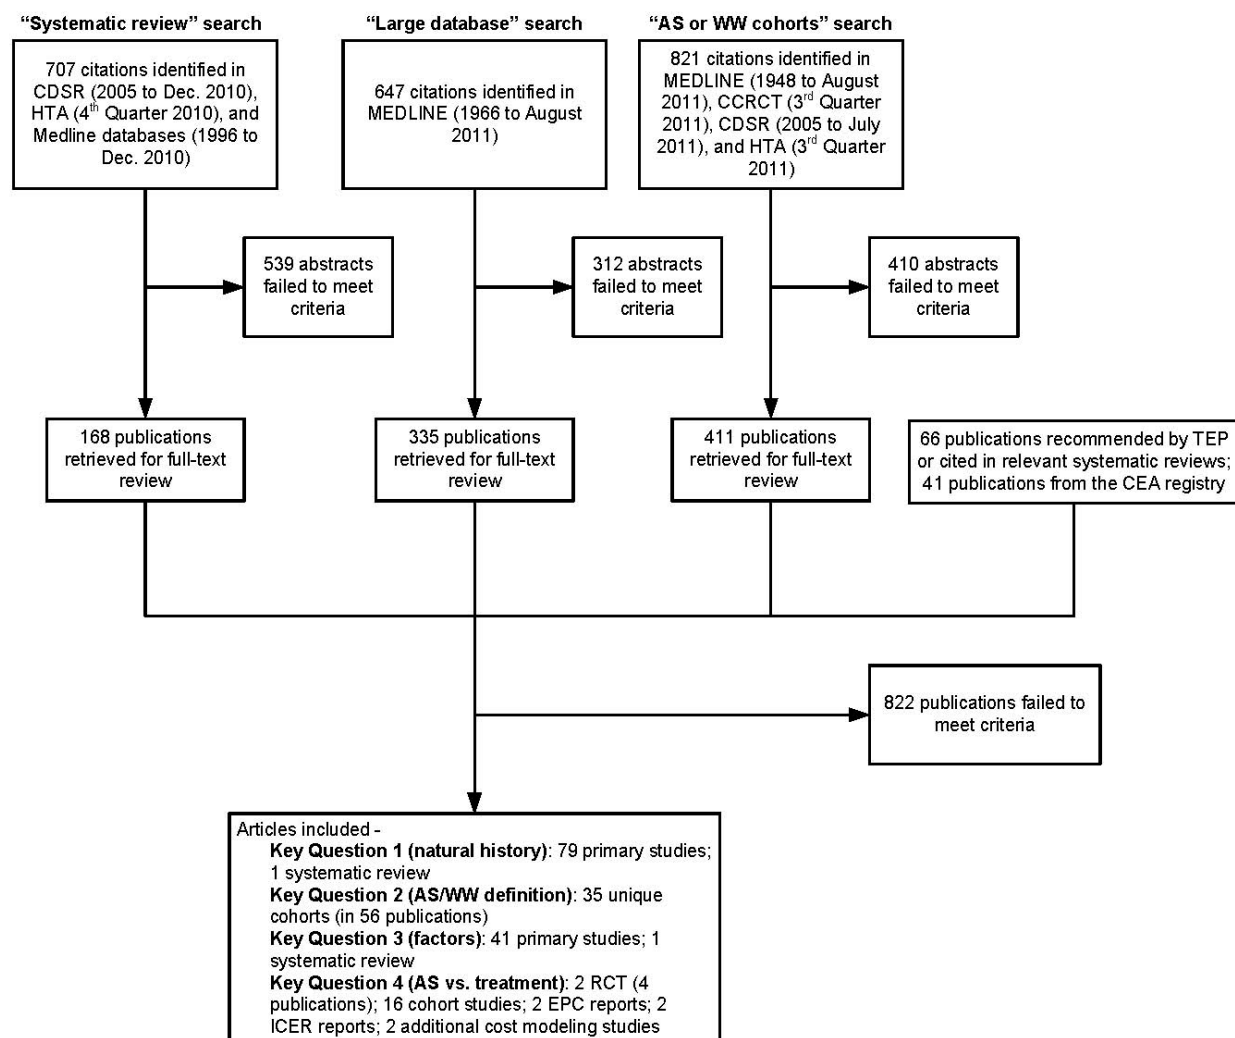 “Systematic review” search
707 citations identified in
CDSR (2005 to Dec. 2010),
HTA (4th Quarter 2010), and
Medline databases (1996 to
Dec. 2010)
“Large database” search
647 citations identified in
MEDLINE (1966 to August
2011)
“AS or WW cohorts” search
821 citations identified in
MEDLINE (1948 to August
2011), CCRCT (3rd Quarter
2011), CDSR (2005 to July
2011), and HTA (3rd Quarter
2011)
539 abstracts
failed to meet
criteria
312 abstracts
failed to meet
criteria
410 abstracts
failed to meet
criteria
168 publications
retrieved for full-text
review
335 publications
retrieved for full-text
review
411 publications
retrieved for full-text
review
66 publications recommended by TEP
or cited in relevant systematic reviews;
41 publications from the CEA registry
822 publications failed to
meet criteria
Articles included -
Key Question 1 (natural history): 79 primary studies;
1 systematic review
Key Question 2 (AS/WW definition): 35 unique
cohorts (in 56 publications)
Key Question 3 (factors): 41 primary studies; 1
systematic review
Key Question 4 (AS vs. treatment): 2 RCT (4
publications); 16 cohort studies; 2 EPC reports; 2
ICER reports; 2 additional cost modeling studies